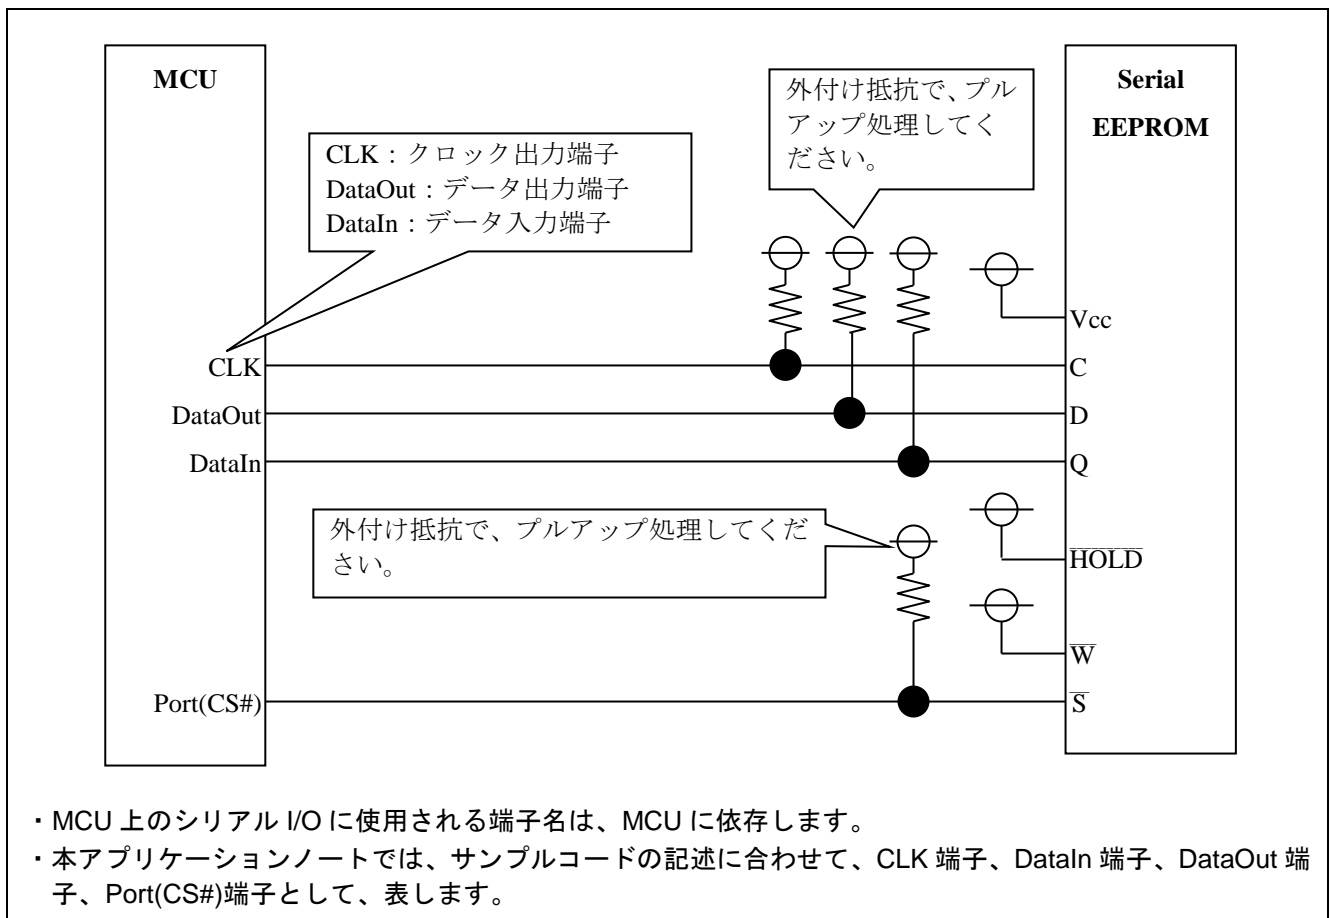 MCU
外付け抵抗で、プル
アップ処理してく
ださい。
Serial
EEPROM
CLK：クロック出力端子
DataOut：データ出力端子
DataIn：データ入力端子
Vcc
CLK
C
DataOut
D
DataIn
Q
外付け抵抗で、プルアップ処理してくだ
さい。
H̅O̅L̅D̅
W̅
Port(CS#)
S̅
・MCU 上のシリアル I/O に使用される端子名は、MCU に依存します。
・本アプリケーションノートでは、サンプルコードの記述に合わせて、CLK 端子、DataIn 端子、DataOut 端
子、Port(CS#)端子として、表します。